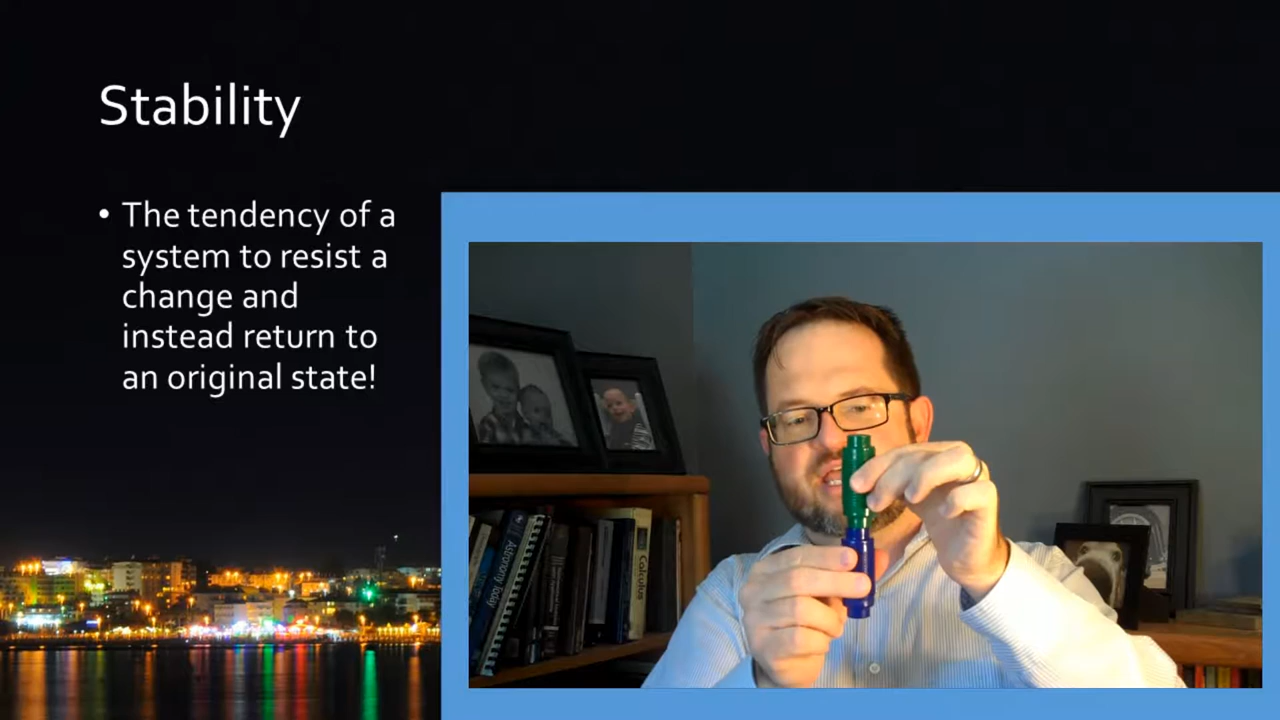 Stability
• The tendency of a
system to resist a
change and
instead return to
an original state!
Astronomy Today
Calculus